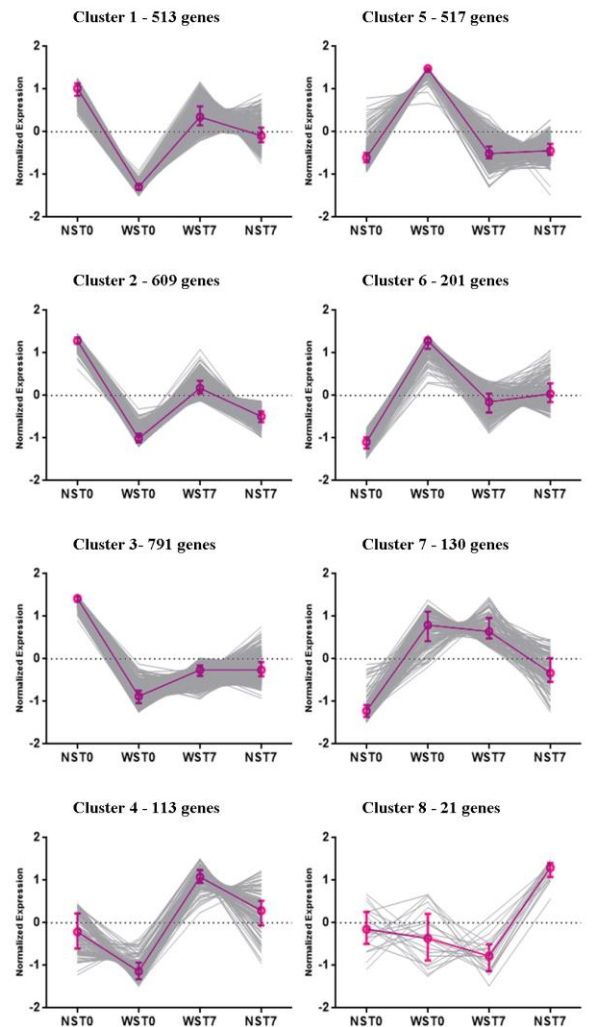 Cluster 1 - 513 genes
Normalized Expression
2
1
0
-1
-2
NST0 WST0 WST7 NST7
Cluster 5 - 517 genes
Normalized Expression
2
1
0
-1
-2
NST0 WST0 WST7 NST7
Cluster 2 - 609 genes
Normalized Expression
2
1
0
-1
-2
NST0 WST0 WST7 NST7
Cluster 6 - 201 genes
Normalized Expression
2
1
0
-1
-2
NST0 WST0 WST7 NST7
Cluster 3- 791 genes
Normalized Expression
2
1
0
-1
-2
NST0 WST0 WST7 NST7
Cluster 7 - 130 genes
Normalized Expression
2
1
0
-1
-2
NST0 WST0 WST7 NST7
Cluster 4 - 113 genes
Normalized Expression
2
1
0
-1
-2
NST0 WST0 WST7 NST7
Cluster 8 - 21 genes
Normalized Expression
2
1
0
-1
-2
NST0 WST0 WST7 NST7